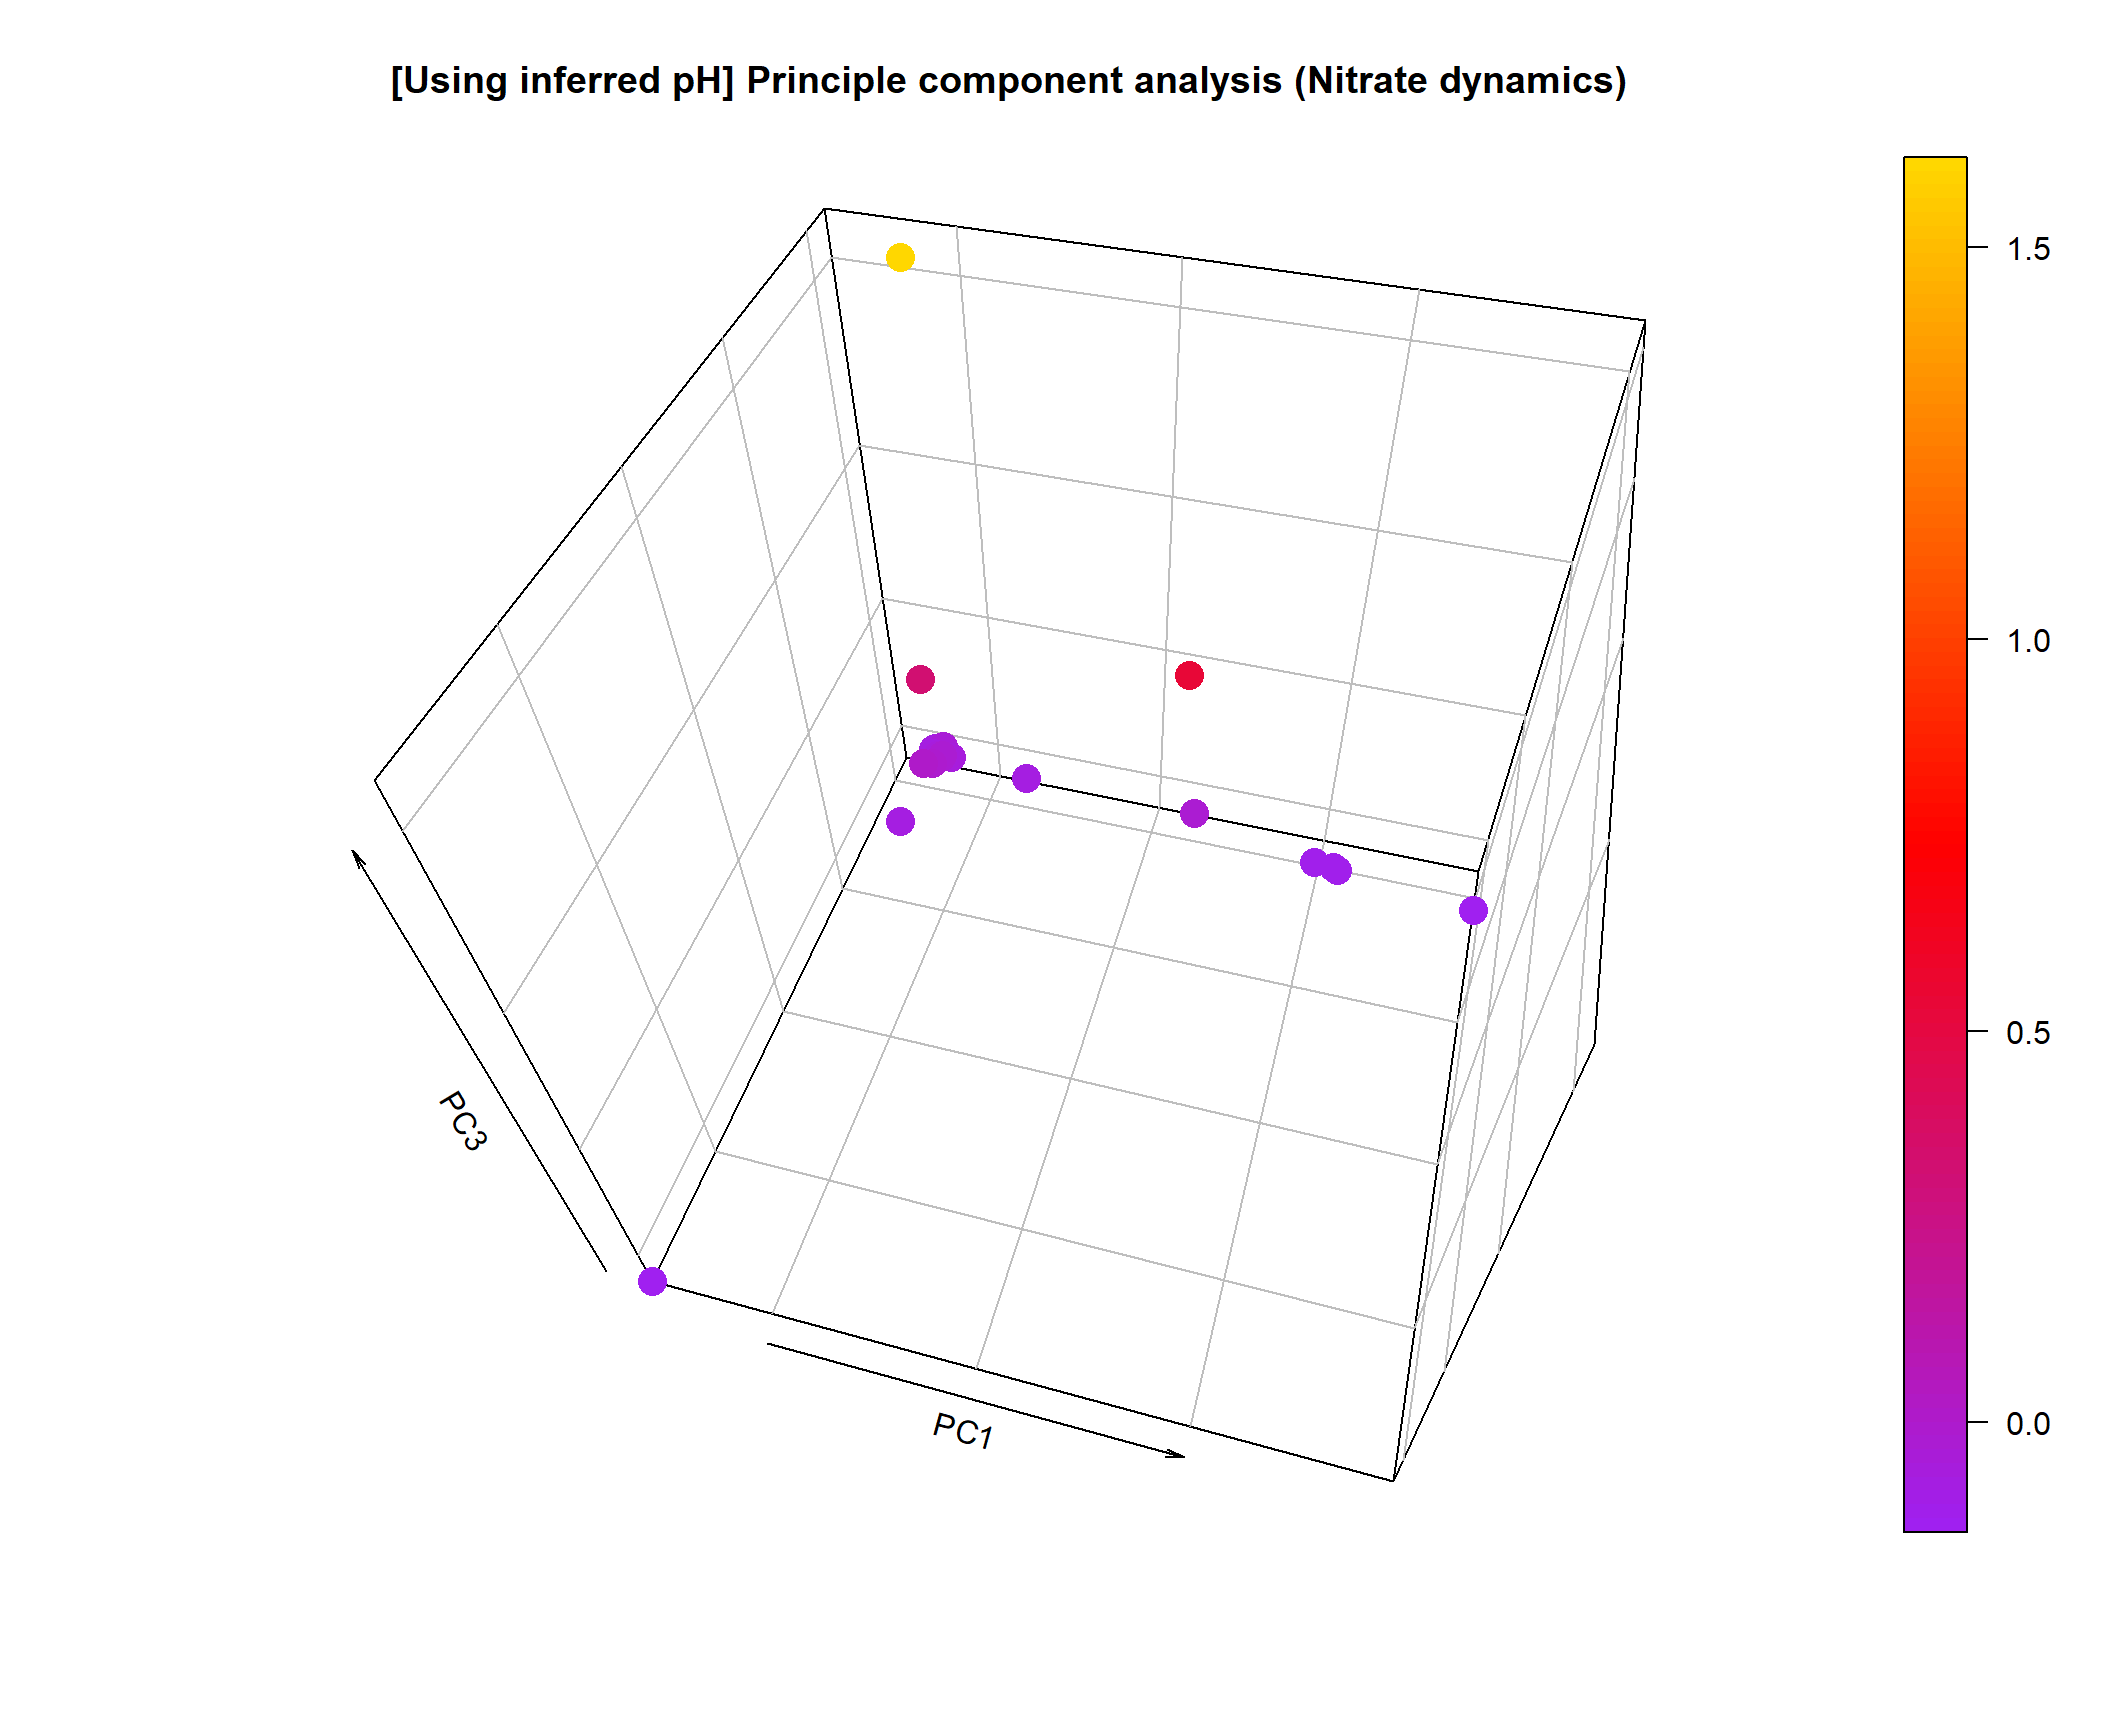 [Using inferred pH] Principle component analysis (Nitrate dynamics)
1.5
1.0
0.5
0.0
PC3
PC1